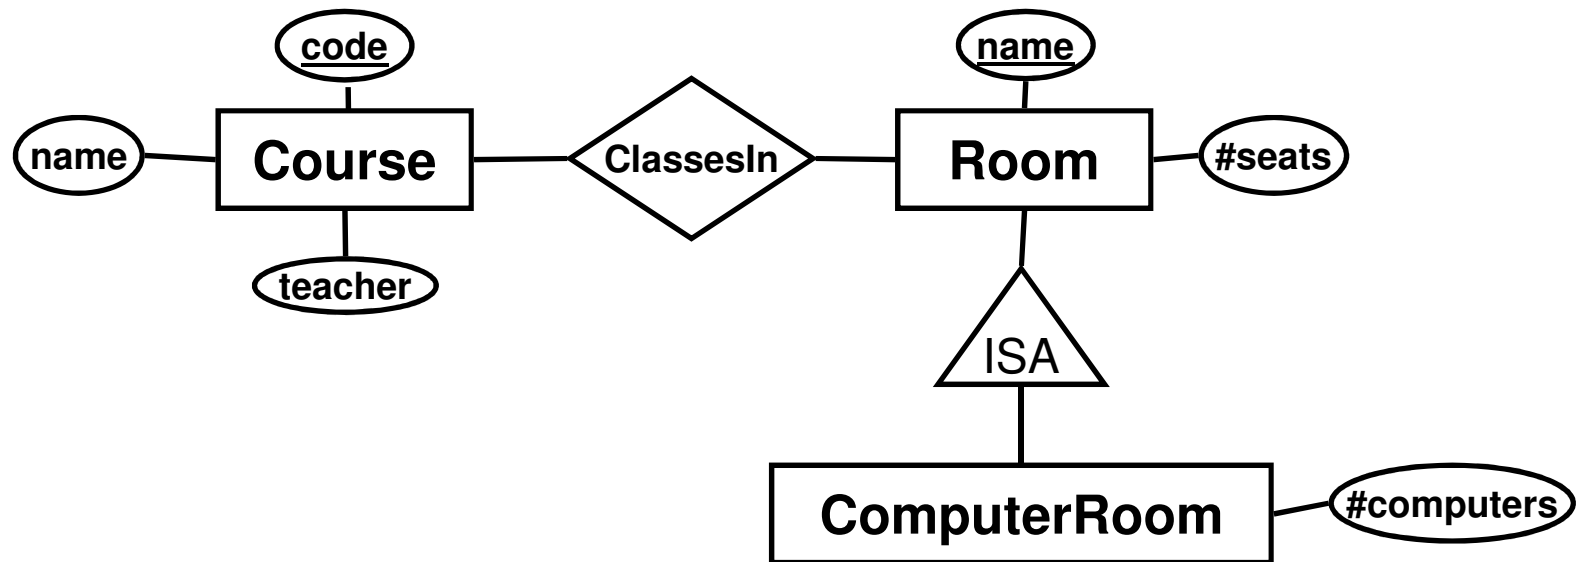 code
name
name
Course
ClassesIn
Room
#seats
teacher
ISA
ComputerRoom
#computers